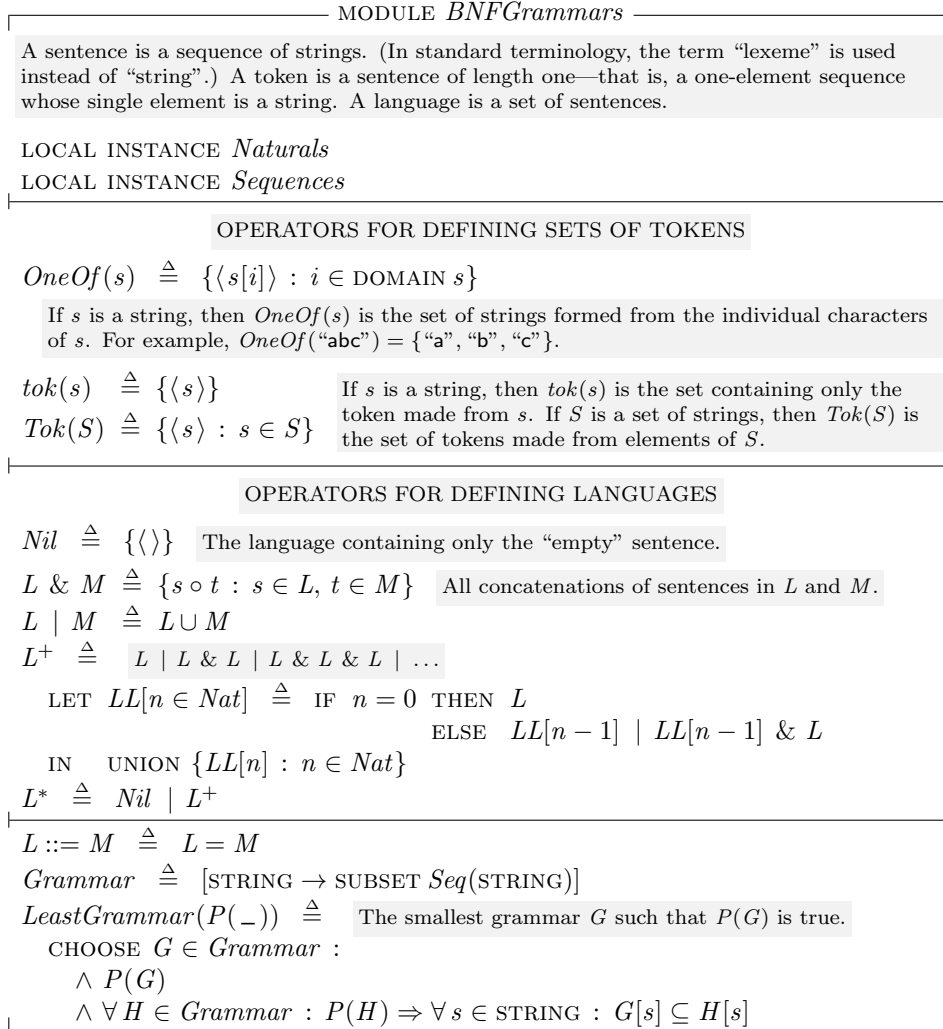 MODULE BNFGrammars
A sentence is a sequence of strings. (In standard terminology, the term “lexeme” is used
instead of “string”.) A token is a sentence of length one—that is, a one-element sequence
whose single element is a string. A language is a set of sentences.
LOCAL INSTANCE Naturals
LOCAL INSTANCE Sequences
OPERATORS FOR DEFINING SETS OF TOKENS
OneOf(s) ≜ {⟨s[i]⟩ : i ∈ DOMAIN s}
If s is a string, then OneOf(s) is the set of strings formed from the individual characters
of s. For example, OneOf(“abc”) = {“a”, “b”, “c”}.
tok(s) ≜ {⟨s⟩} If s is a string, then tok(s) is the set containing only the
Tok(S) ≜ {⟨s⟩ : s ∈ S} token made from s. If S is a set of strings, then Tok(S) is
the set of tokens made from elements of S.
OPERATORS FOR DEFINING LANGUAGES
Nil ≜ {⟨ ⟩} The language containing only the “empty” sentence.
L & M ≜ {s ∘ t : s ∈ L, t ∈ M} All concatenations of sentences in L and M.
L | M ≜ L ∪ M
L⁺ ≜ L | L & L | L & L & L | ...
LET LL[n ∈ Nat] ≜ IF n = 0 THEN L
ELSE LL[n − 1] | LL[n − 1] & L
IN UNION {LL[n] : n ∈ Nat}
L* ≜ Nil | L⁺
L ::= M ≜ L = M
Grammar ≜ [STRING → SUBSET Seq(STRING)]
LeastGrammar(P(_)) ≜ The smallest grammar G such that P(G) is true.
CHOOSE G ∈ Grammar :
∧ P(G)
∧ ∀ H ∈ Grammar : P(H) ⇒ ∀ s ∈ STRING : G[s] ⊆ H[s]